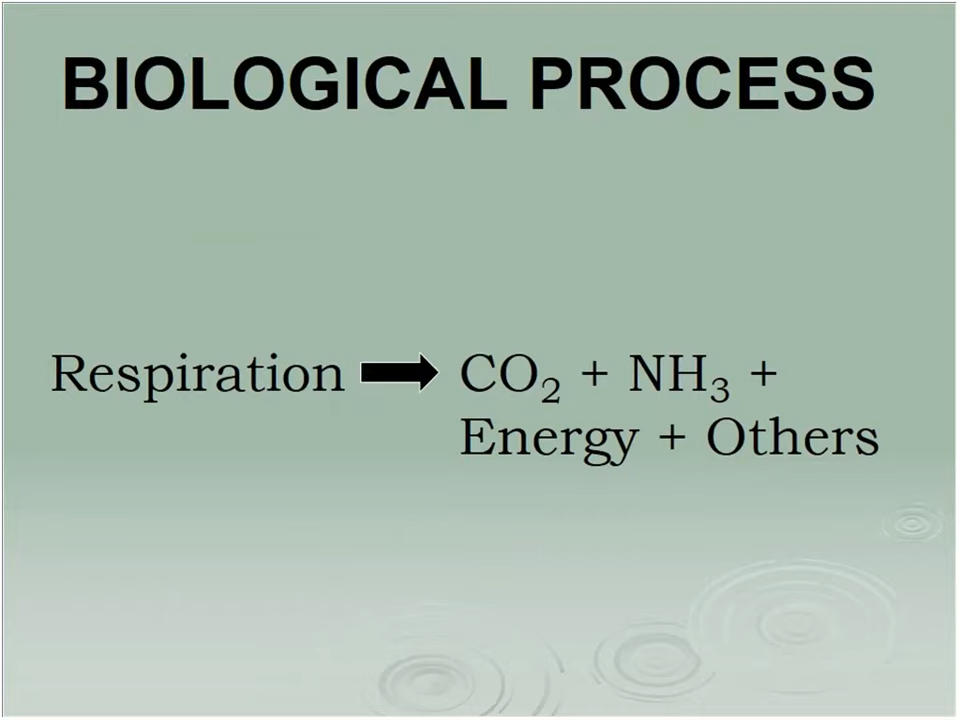 BIOLOGICAL PROCESS
Respiration ➡ CO₂ + NH₃ +
Energy + Others